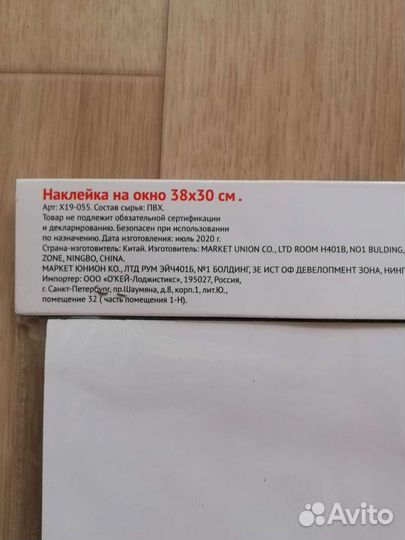 Наклейка на окно 38х30 см .
Арт: X19-055. Состав сырья: ПВХ.
Товар не подлежит обязательной сертификации
и декларированию. Безопасен при использовании
по назначению. Дата изготовления: июль 2020 г.
Страна-изготовитель: Китай. Изготовитель: MARKET UNION CO., LTD ROOM H401B, NO1 BULDING,
ZONE, NINGBO, CHINA.
МАРКЕТ ЮНИОН КО., ЛТД РУМ ЭЙЧ401Б, №1 БОЛДИНГ, ЗЕ ИСТ ОФ ДЕВЕЛОПМЕНТ ЗОНА, НИНГ
Импортер: ООО «О'КЕЙ-Лоджистикс», 195027, Россия,
г. Санкт-Петербург, пр.Шаумяна, д.8, корп.1, лит.Ю.,
помещение 32 ( часть помещения 1-Н).
Avito